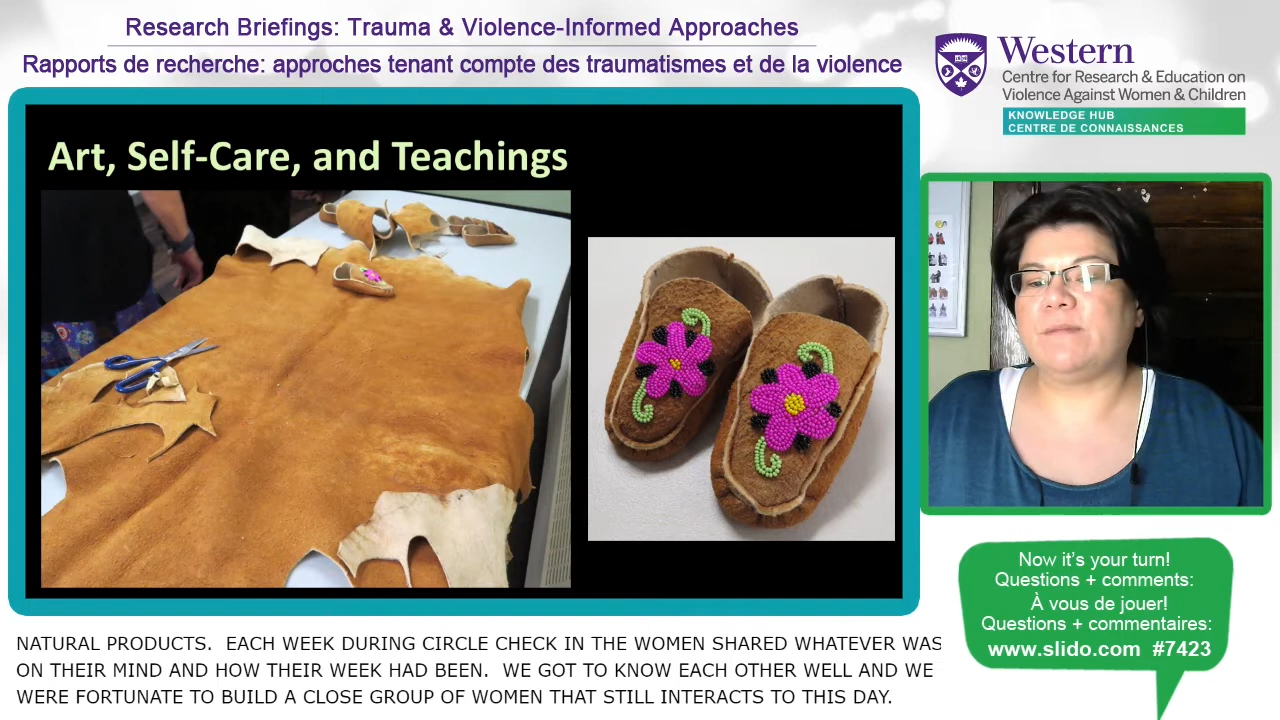 Research Briefings: Trauma & Violence-Informed Approaches
Rapports de recherche: approches tenant compte des traumatismes et de la violence
Western
Centre for Research & Education on
Violence Against Women & Children
KNOWLEDGE HUB
CENTRE DE CONNAISSANCES
Art, Self-Care, and Teachings
Now it's your turn!
Questions + comments:
À vous de jouer!
Questions + commentaires:
www.slido.com #7423
NATURAL PRODUCTS. EACH WEEK DURING CIRCLE CHECK IN THE WOMEN SHARED WHATEVER WAS
ON THEIR MIND AND HOW THEIR WEEK HAD BEEN. WE GOT TO KNOW EACH OTHER WELL AND WE
WERE FORTUNATE TO BUILD A CLOSE GROUP OF WOMEN THAT STILL INTERACTS TO THIS DAY.